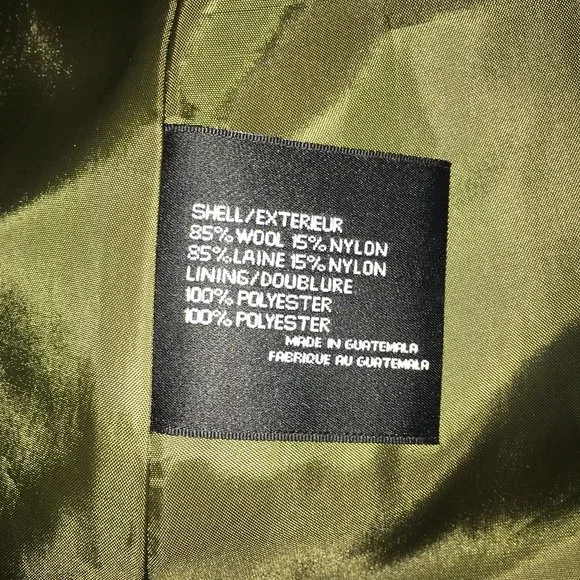 SHELL/EXTERIEUR
85% WOOL 15% NYLON
85% LAINE 15% NYLON
LINING/DOUBLURE
100% POLYESTER
100% POLYESTER
MADE IN GUATEMALA
FABRIQUE AU GUATEMALA